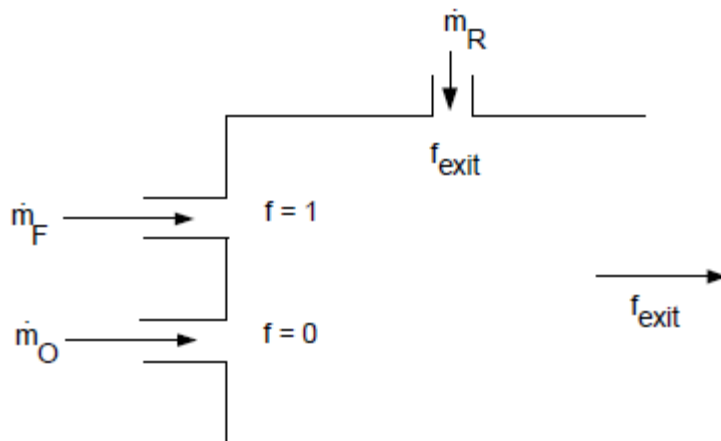 ṁR
fexit
ṁF
f = 1
fexit
ṁO
f = 0